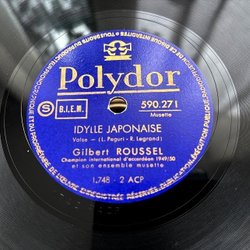 Polydor
S
B.I.E.M.
590.271
Musette
IDYLLE JAPONAISE
Valse - (L. Peguri - R. Legrand)
Gilbert ROUSSEL
Champion international d'accordéon 1949/50
et son ensemble musette
1.748 - 2 ACP